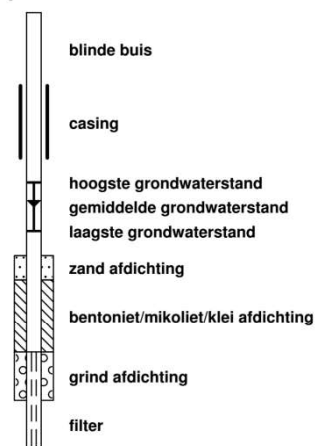 blinde buis
casing
hoogste grondwaterstand
gemiddelde grondwaterstand
laagste grondwaterstand
zand afdichting
bentoniet/mikoliet/klei afdichting
grind afdichting
filter